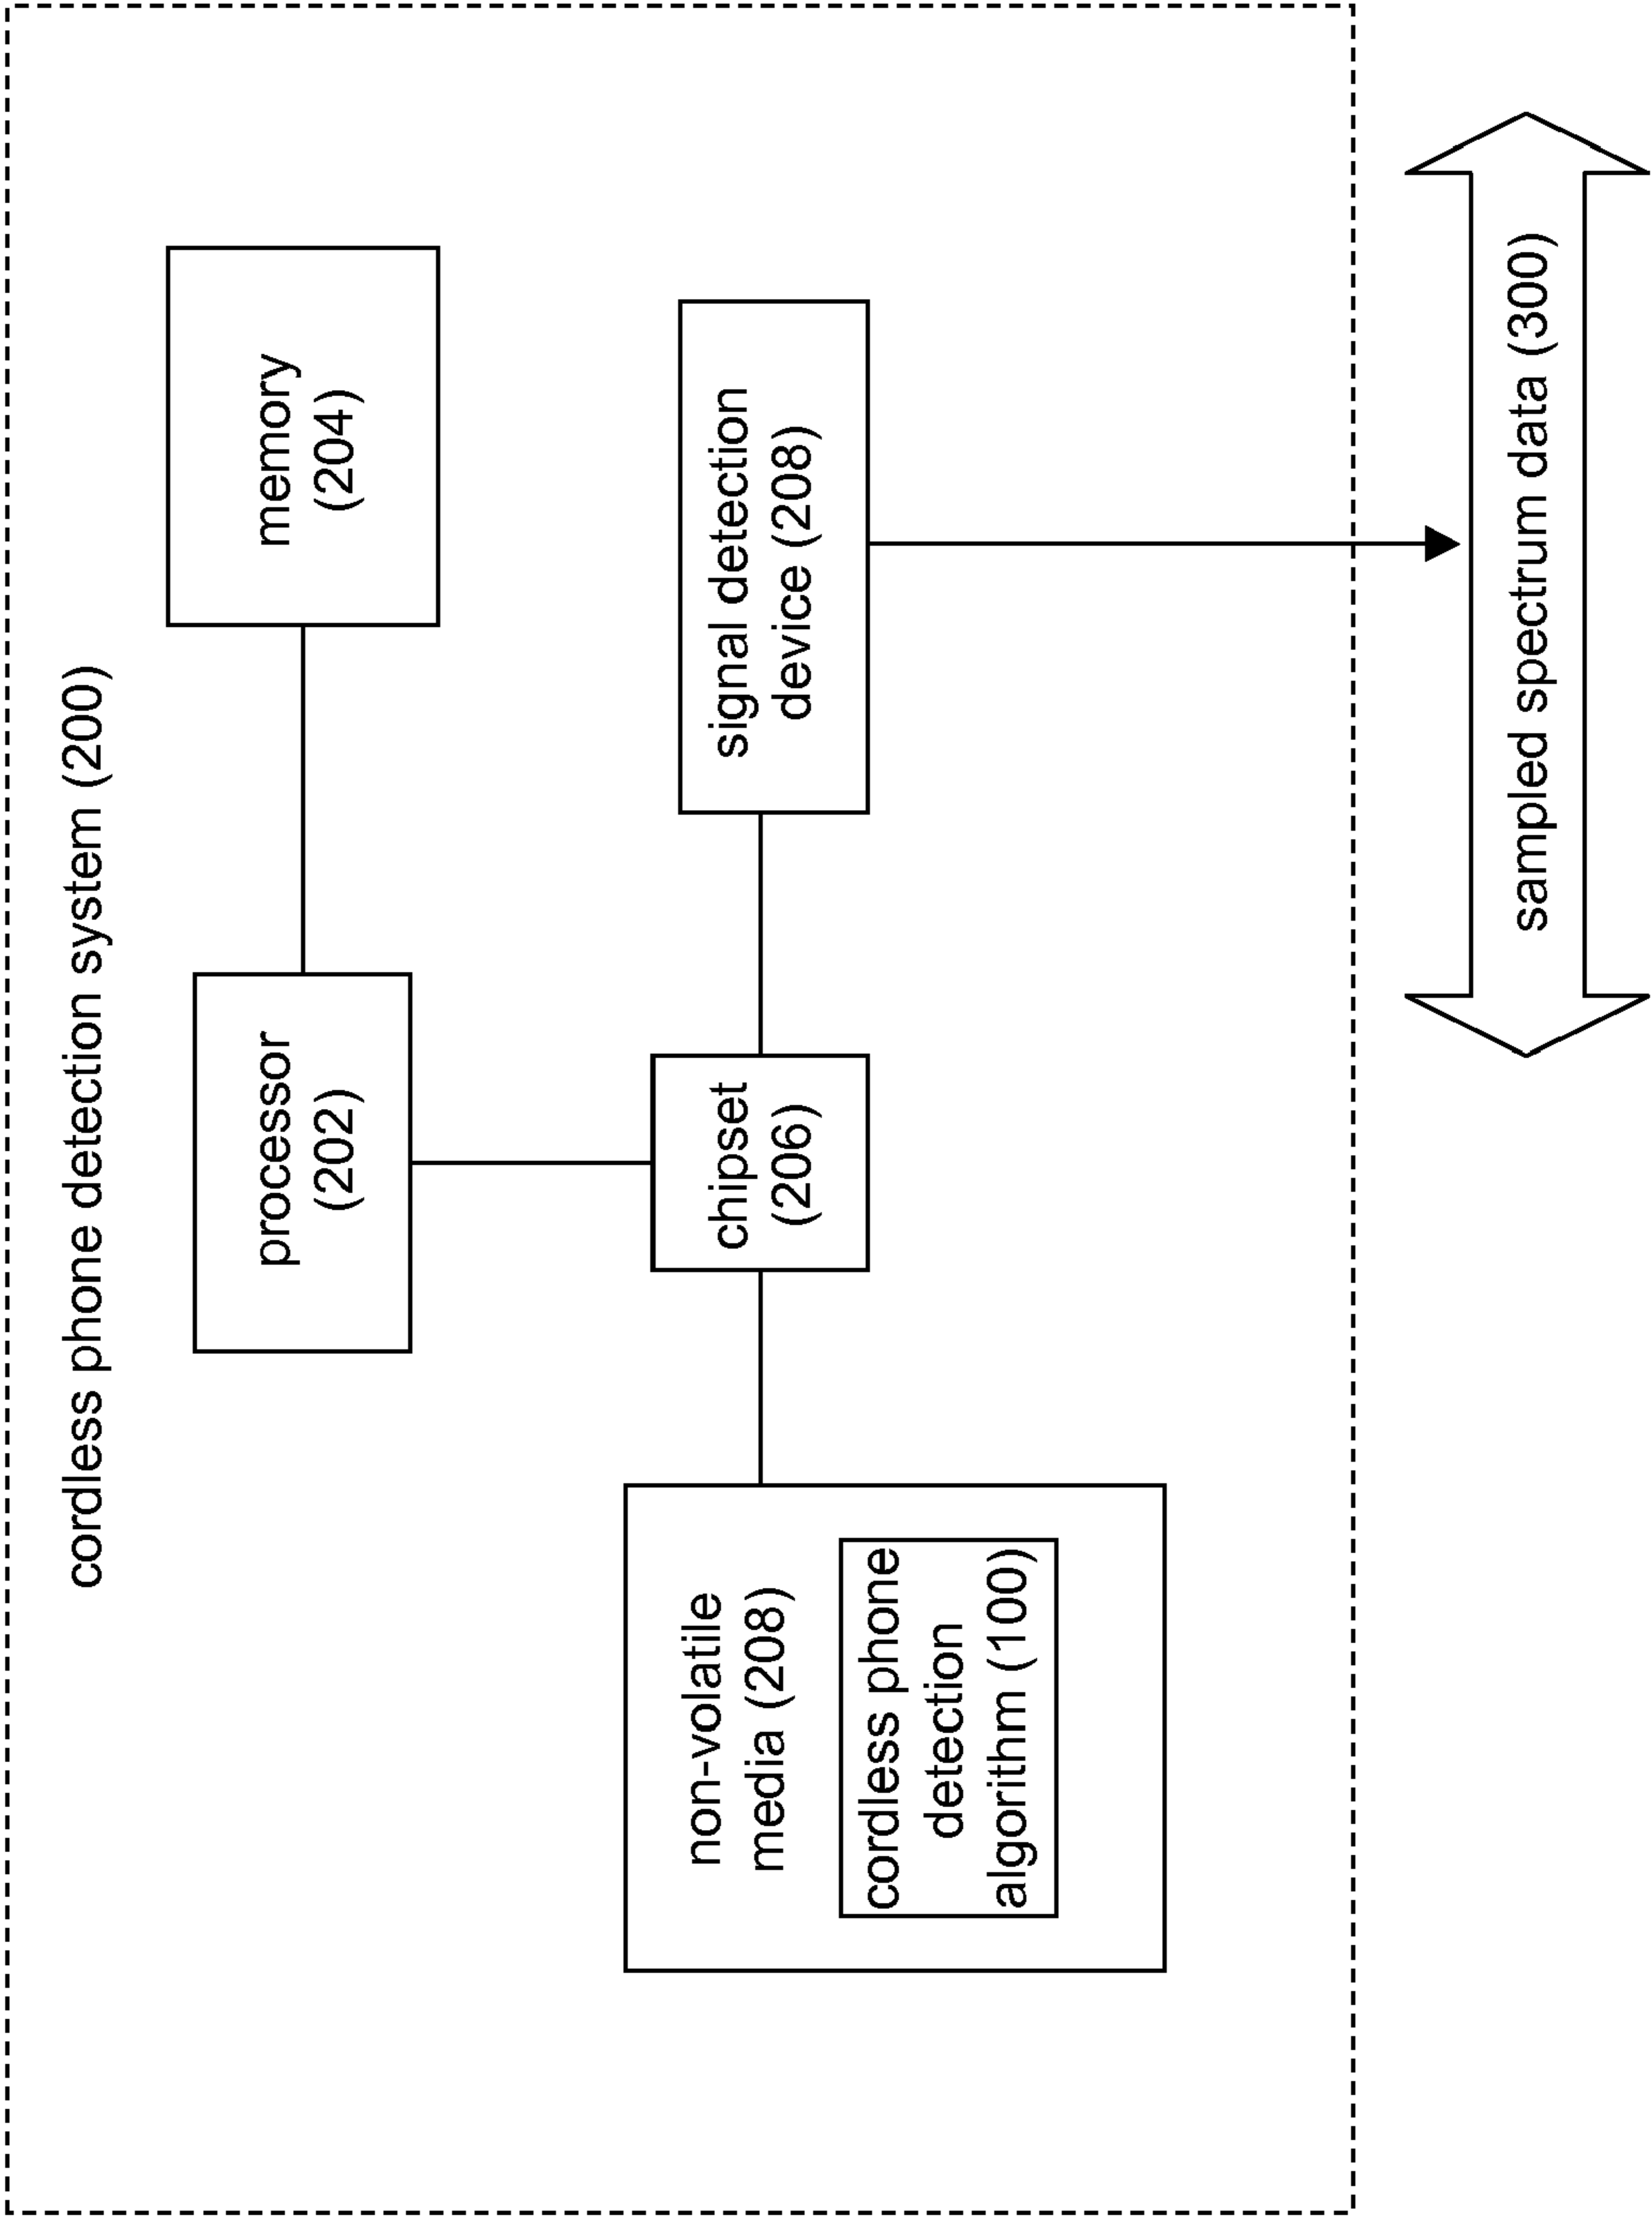 cordless phone detection system (200)
processor
(202)
memory
(204)
non-volatile
media (208)
cordless phone
detection
algorithm (100)
chipset
(206)
signal detection
device (208)
sampled spectrum data (300)